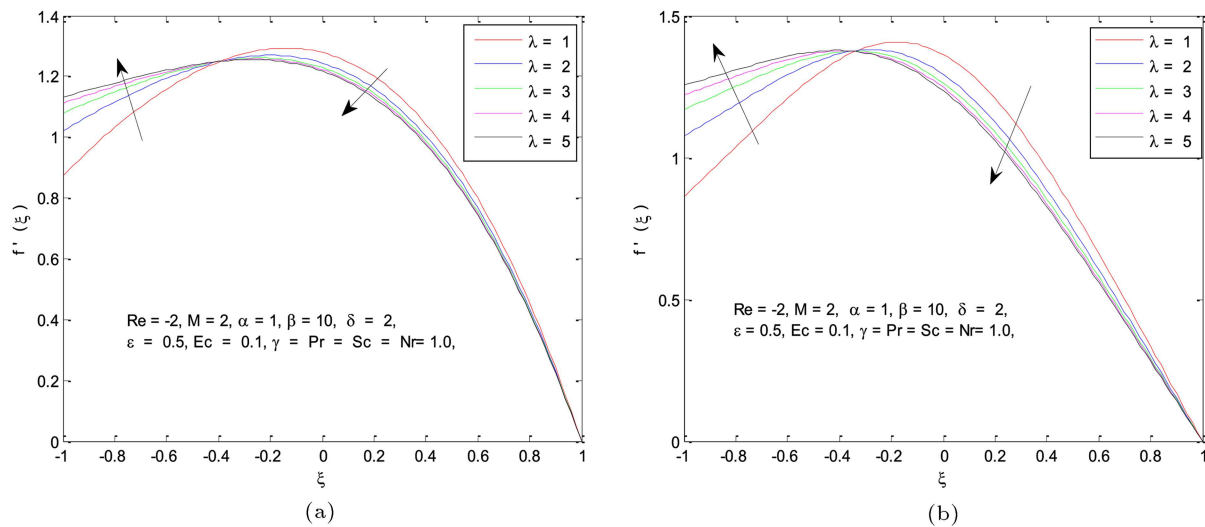 1.4
1.2
1
0.8
0.6
0.4
0.2
0
f ' ( ξ )
-1 -0.8 -0.6 -0.4 -0.2 0 0.2 0.4 0.6 0.8 1
ξ
λ = 1
λ = 2
λ = 3
λ = 4
λ = 5
Re = -2, M = 2, α = 1, β = 10, δ = 2,
ε = 0.5, Ec = 0.1, γ = Pr = Sc = Nr= 1.0,
(a)
1.5
1
0.5
0
f ' ( ξ )
-1 -0.8 -0.6 -0.4 -0.2 0 0.2 0.4 0.6 0.8 1
ξ
λ = 1
λ = 2
λ = 3
λ = 4
λ = 5
Re = -2, M = 2, α = 1, β = 10, δ = 2,
ε = 0.5, Ec = 0.1, γ = Pr = Sc = Nr= 1.0,
(b)